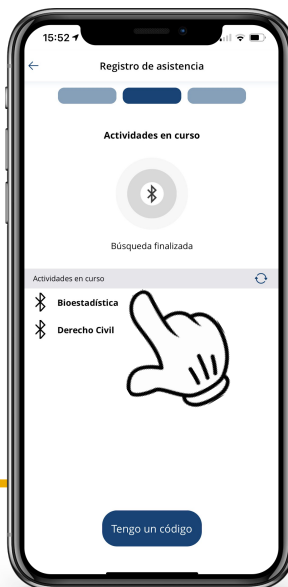 15:52
Registro de asistencia
Actividades en curso
Búsqueda finalizada
Actividades en curso
Bioestadística
Derecho Civil
Tengo un código